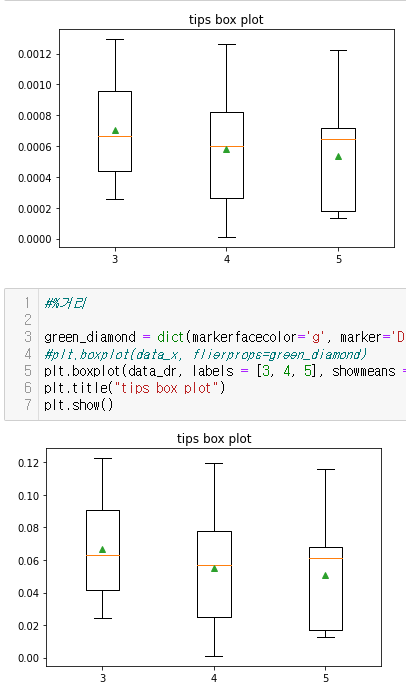 tips box plot
0.0012
0.0010
0.0008
0.0006
0.0004
0.0002
0.0000
3 4 5
1 #%거리
2
3 green_diamond = dict(markerfacecolor='g', marker='D
4 #plt.boxplot(data_x, flierprops=green_diamond)
5 plt.boxplot(data_dr, labels = [3, 4, 5], showmeans =
6 plt.title("tips box plot")
7 plt.show()
tips box plot
0.12
0.10
0.08
0.06
0.04
0.02
0.00
3 4 5